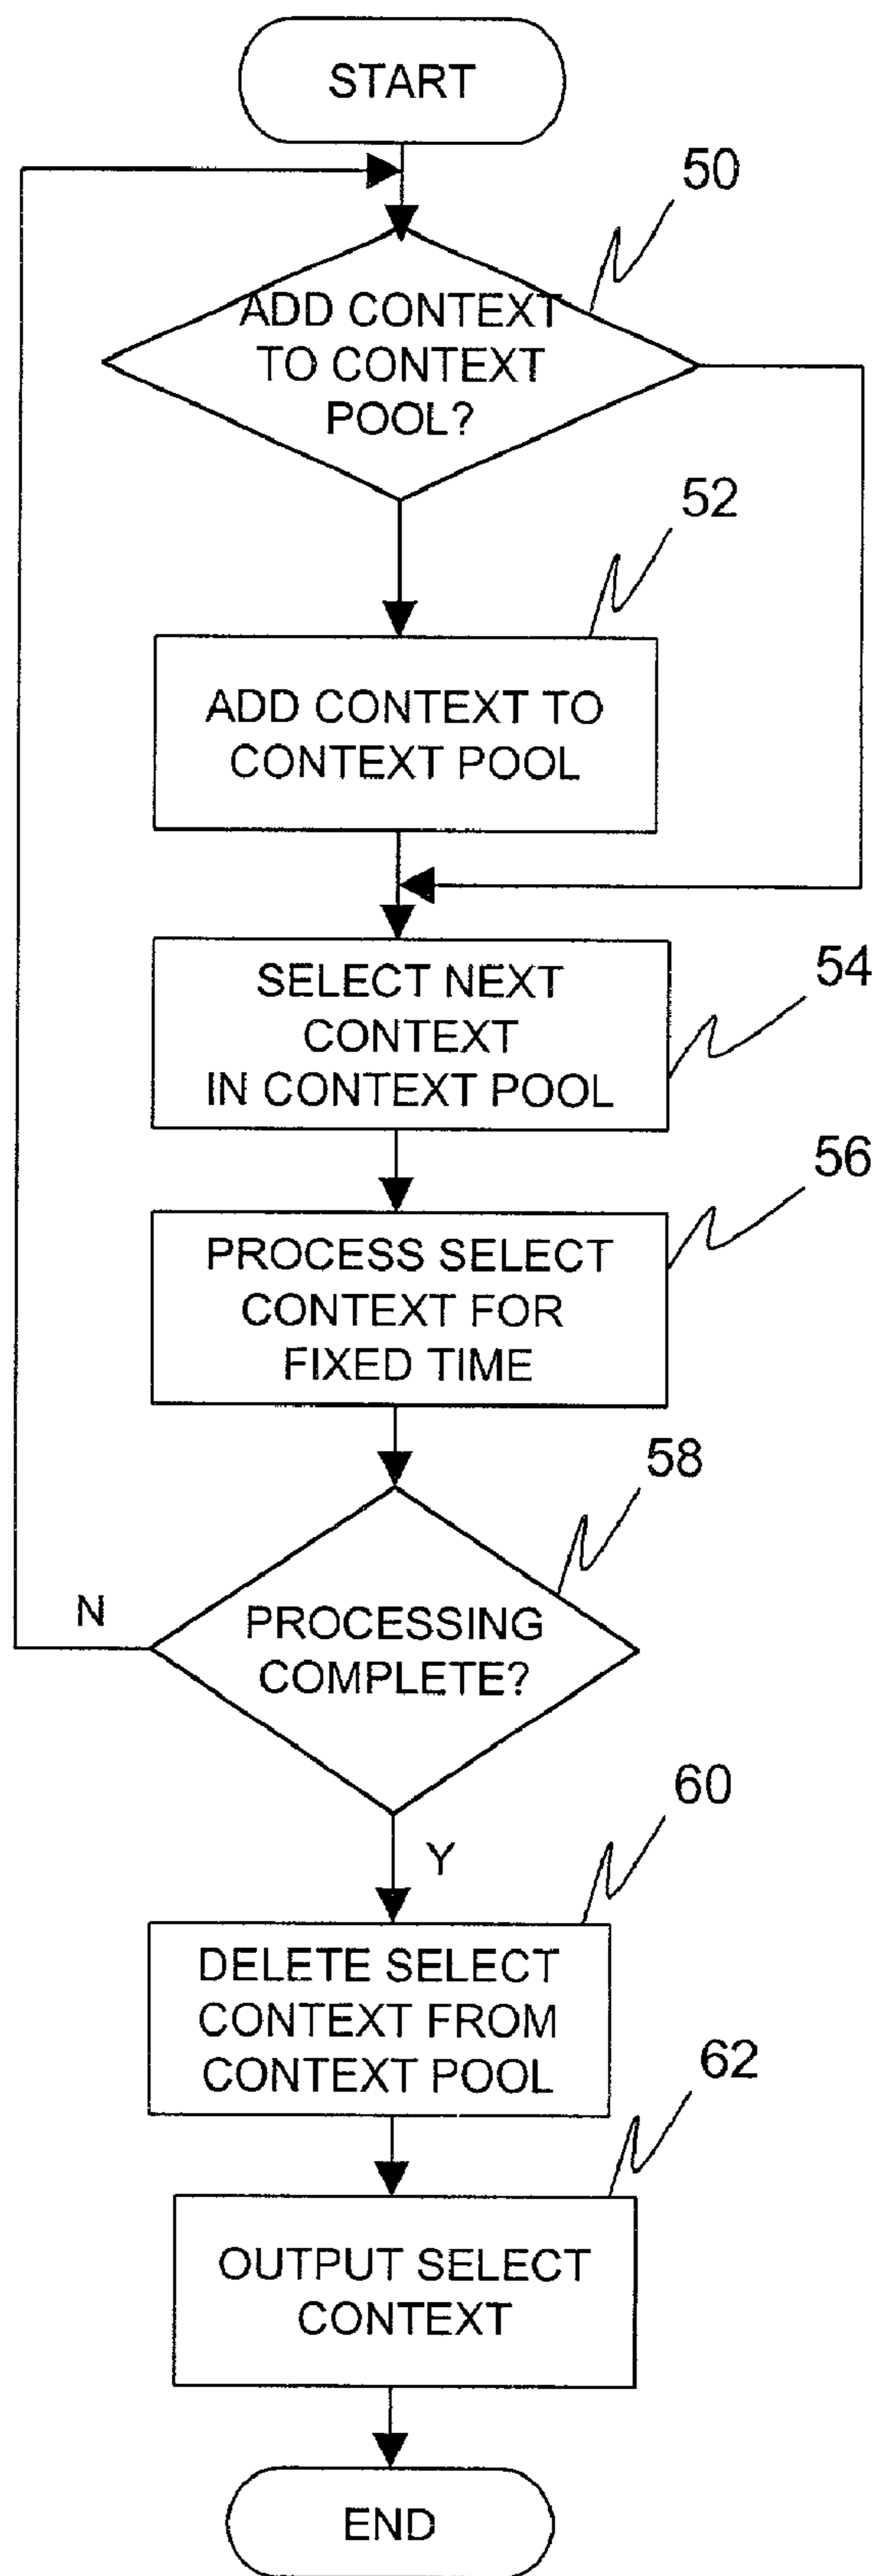 START
50
ADD CONTEXT
TO CONTEXT
POOL?
52
ADD CONTEXT TO
CONTEXT POOL
54
SELECT NEXT
CONTEXT
IN CONTEXT POOL
56
PROCESS SELECT
CONTEXT FOR
FIXED TIME
58
N
PROCESSING
COMPLETE?
Y
60
DELETE SELECT
CONTEXT FROM
CONTEXT POOL
62
OUTPUT SELECT
CONTEXT
END